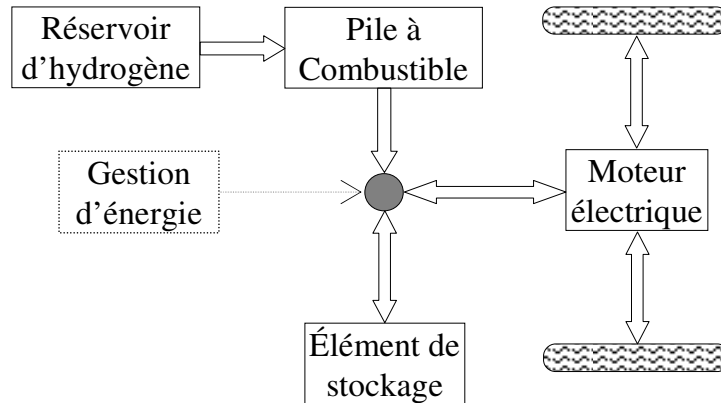 Réservoir
d'hydrogène
Pile à
Combustible
Gestion
d'énergie
Moteur
électrique
Élément de
stockage